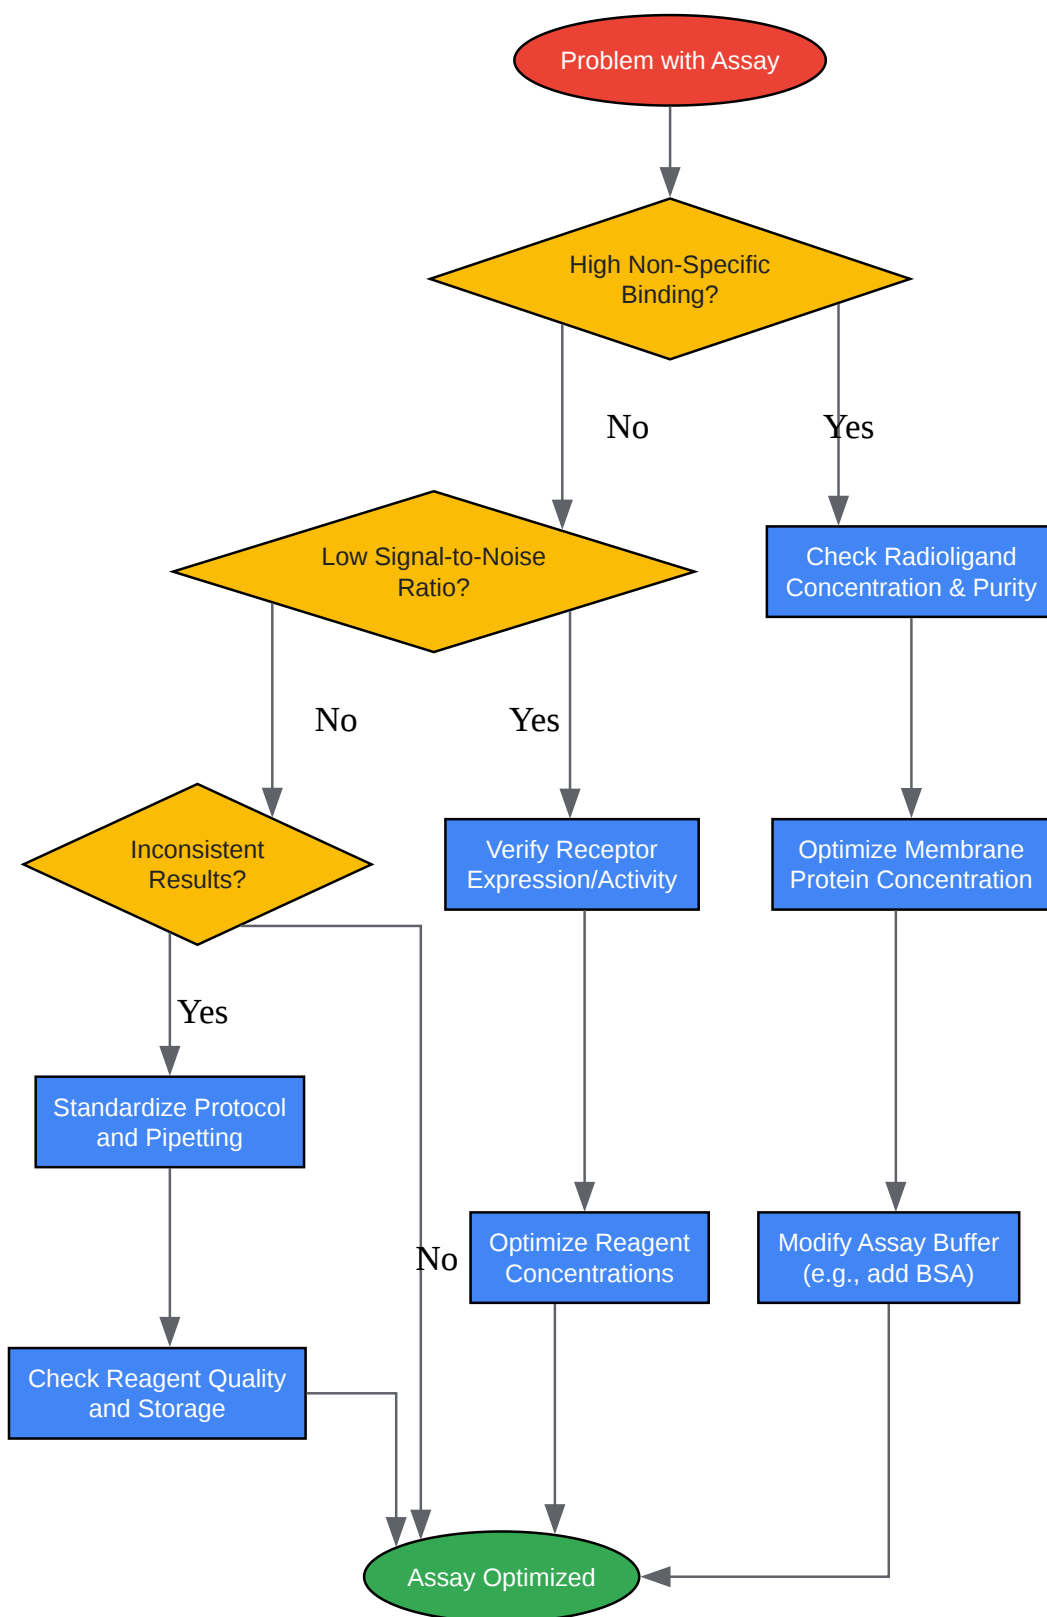 Problem with Assay
High Non-Specific
Binding?
No
Yes
Low Signal-to-Noise
Ratio?
Check Radioligand
Concentration & Purity
No
Yes
Inconsistent
Results?
Verify Receptor
Expression/Activity
Optimize Membrane
Protein Concentration
Yes
Standardize Protocol
and Pipetting
No
Optimize Reagent
Concentrations
Modify Assay Buffer
(e.g., add BSA)
Check Reagent Quality
and Storage
Assay Optimized